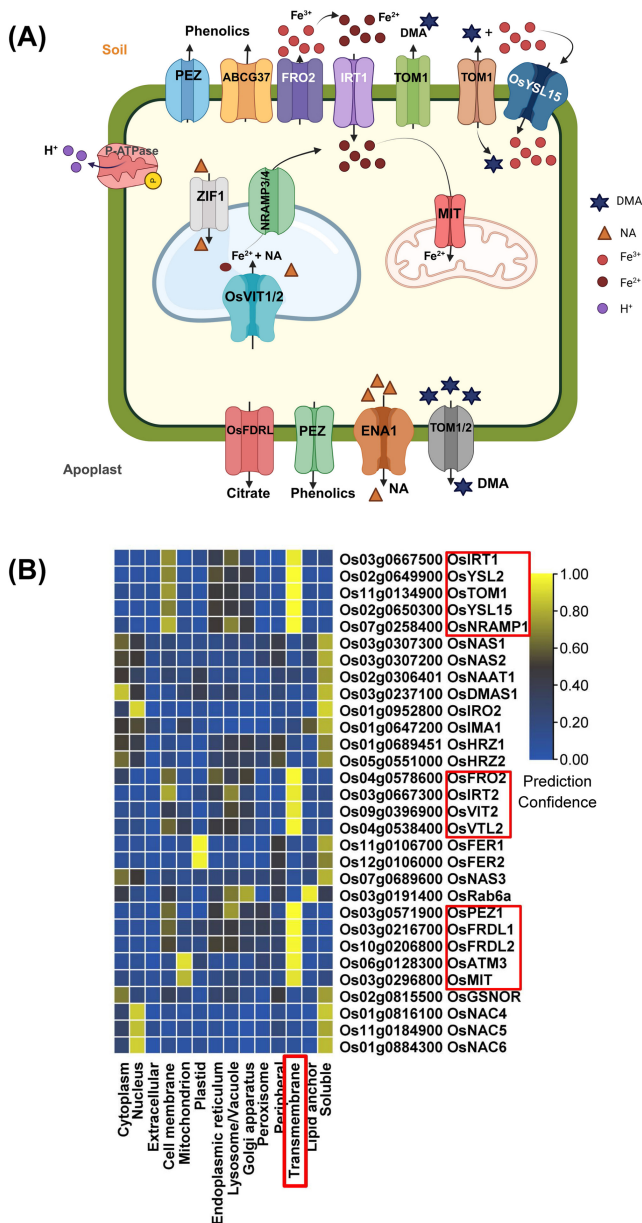 (A)
Soil
Phenolics
Fe³⁺
Fe²⁺
DMA
+
PEZ
ABCG37
FRO2
IRT1
TOM1
TOM1
OsYSL15
H⁺
P-ATPase
P
ZIF1
NRAMP3/4
Fe²⁺ + NA
OsVIT1/2
MIT
Fe²⁺
DMA
NA
Fe³⁺
Fe²⁺
H⁺
OsFDRL
PEZ
ENA1
TOM1/2
Apoplast
Citrate
Phenolics
NA
DMA
(B)
Os03g0667500 OsIRT1
Os02g0649900 OsYSL2
Os11g0134900 OsTOM1
Os02g0650300 OsYSL15
Os07g0258400 OsNRAMP1
Os03g0307300 OsNAS1
Os03g0307200 OsNAS2
Os02g0306401 OsNAAT1
Os03g0237100 OsDMAS1
Os01g0952800 OsIRO2
Os01g0647200 OsIMA1
Os01g0689451 OsHRZ1
Os05g0551000 OsHRZ2
Os04g0578600 OsFRO2
Os03g0667300 OsIRT2
Os09g0396900 OsVIT2
Os04g0538400 OsVTL2
Os11g0106700 OsFER1
Os12g0106000 OsFER2
Os07g0689600 OsNAS3
Os03g0191400 OsRab6a
Os03g0571900 OsPEZ1
Os03g0216700 OsFRDL1
Os10g0206800 OsFRDL2
Os06g0128300 OsATM3
Os03g0296800 OsMIT
Os02g0815500 OsGSNOR
Os01g0816100 OsNAC4
Os11g0184900 OsNAC5
Os01g0884300 OsNAC6
1.00
0.80
0.60
0.40
0.20
0.00
Prediction
Confidence
Cytoplasm
Nucleus
Extracellular
Cell membrane
Mitochondrion
Plastid
Endoplasmic reticulum
Lysosome/Vacuole
Golgi apparatus
Peroxisome
Peripheral
Transmembrane
Lipid anchor
Soluble